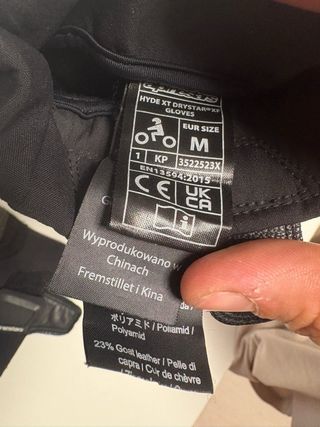 HYDE XT DRYSTAR® XF
GLOVES
EUR SIZE
M
1 KP 3522523X
EN13594:2015
CE UK
CA
i
G
Wyprodukowano w
Chinach
Fremstillet i Kina
ポリアミド / Poliamid /
Polyamid
23% Goat leather / Pelle di
capra / Cuir de chèvre